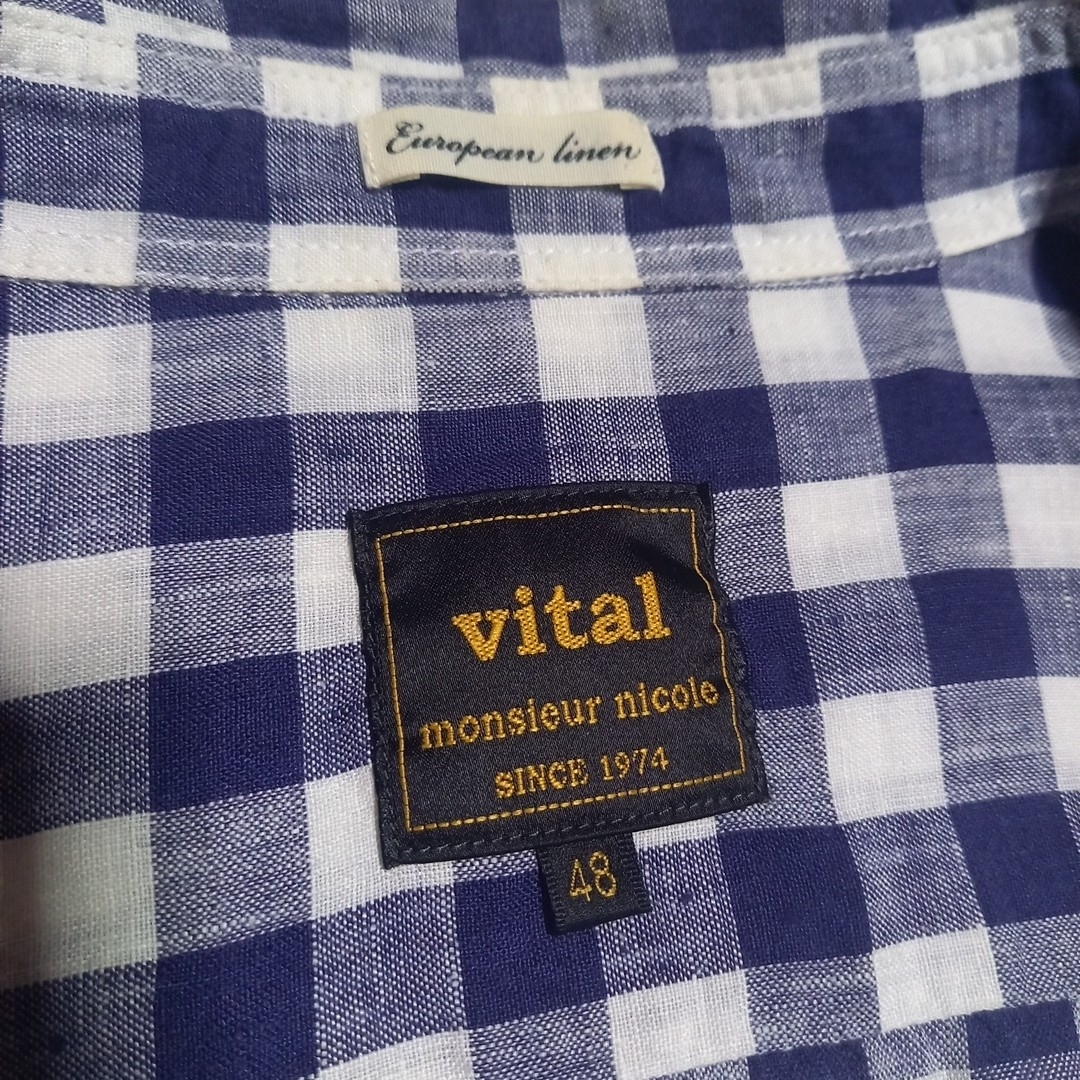 European linen
vital
monsieur nicole
SINCE 1974
48